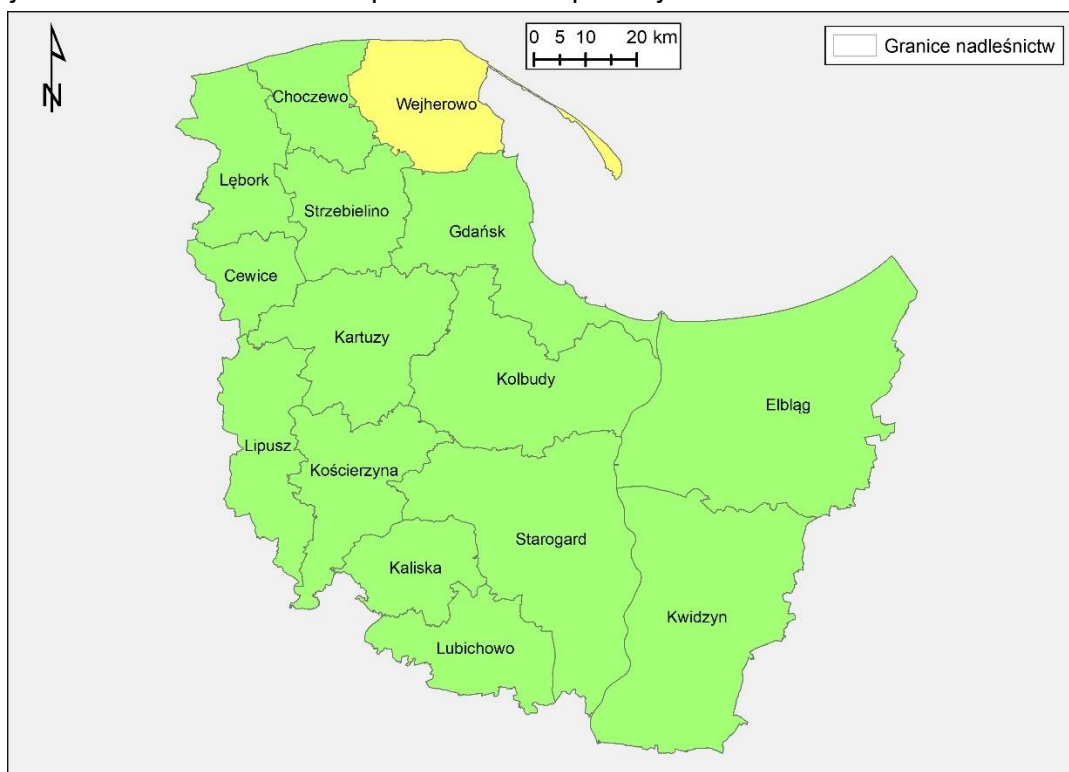 0 5 10 20 km
Granice nadleśnictw
N
Choczewo
Wejherowo
Lębork
Strzebielino
Gdańsk
Cewice
Kartuzy
Kolbudy
Elbląg
Lipusz
Kościerzyna
Starogard
Kaliska
Kwidzyn
Lubichowo